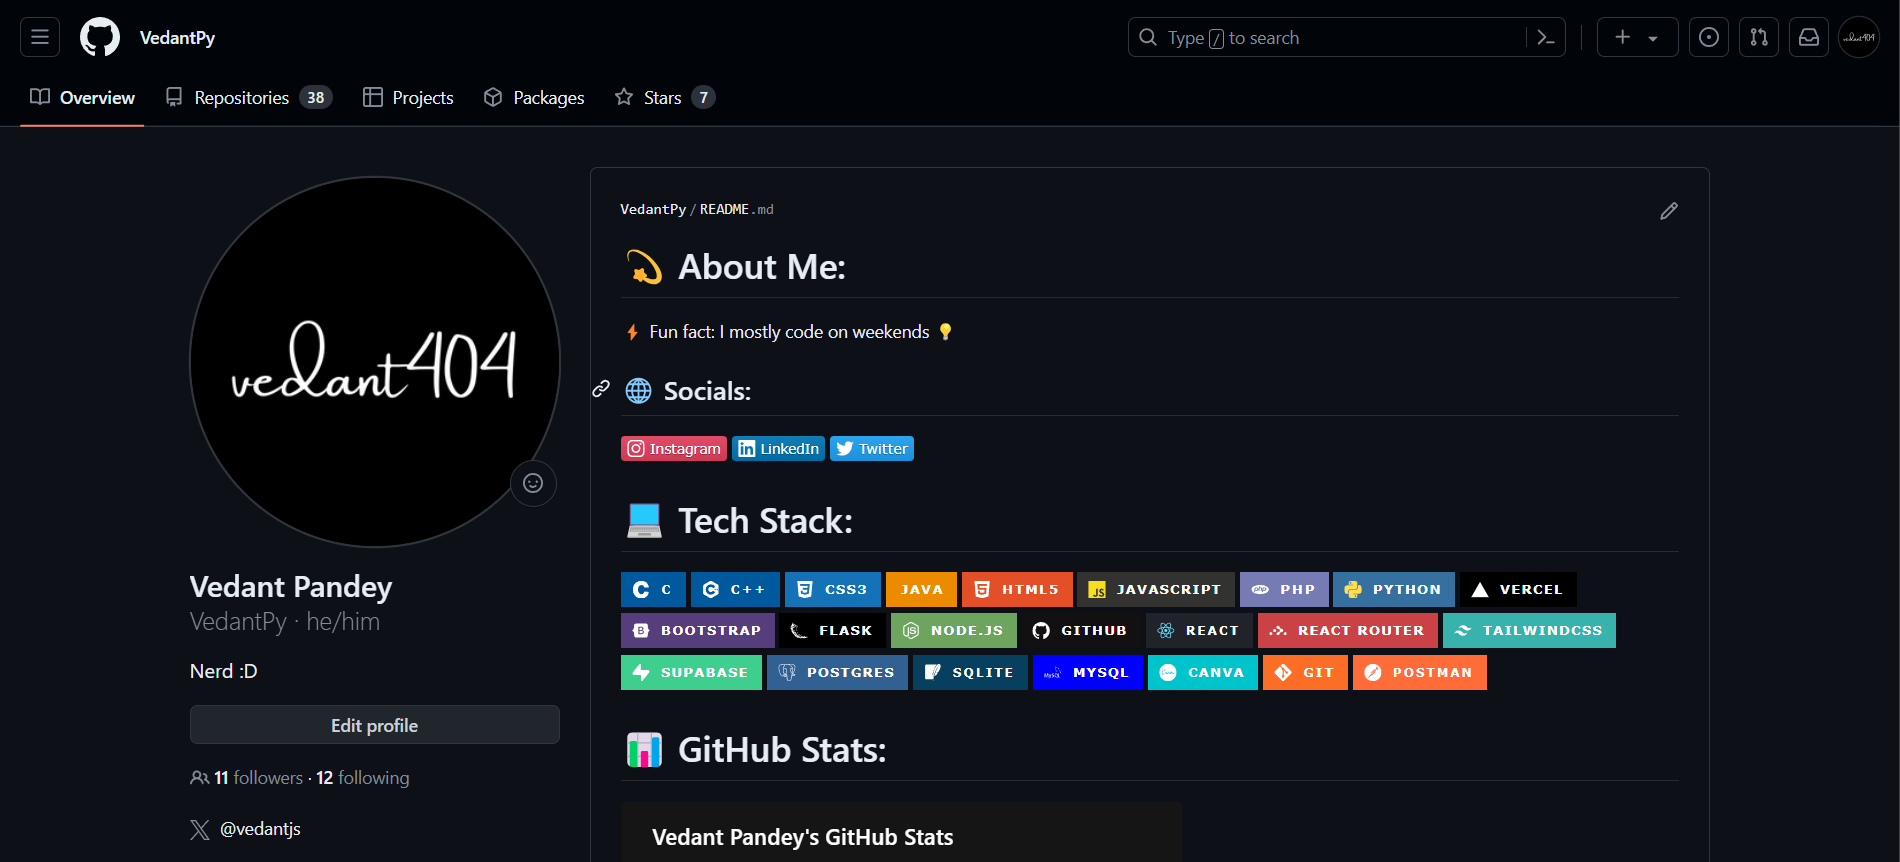 VedantPy
Type / to search
vedant404
Overview
Repositories 38
Projects
Packages
Stars 7
vedant404
Vedant Pandey
VedantPy · he/him
Nerd :D
Edit profile
11 followers · 12 following
@vedantjs
VedantPy/README.md
💫 About Me:
⚡ Fun fact: I mostly code on weekends 💡
🌐 Socials:
Instagram LinkedIn Twitter
💻 Tech Stack:
C C++ CSS3 JAVA HTML5 JAVASCRIPT PHP PYTHON VERCEL
BOOTSTRAP FLASK NODE.JS GITHUB REACT REACT ROUTER TAILWINDCSS
SUPABASE POSTGRES SQLITE MYSQL CANVA GIT POSTMAN
📊 GitHub Stats:
Vedant Pandey's GitHub Stats